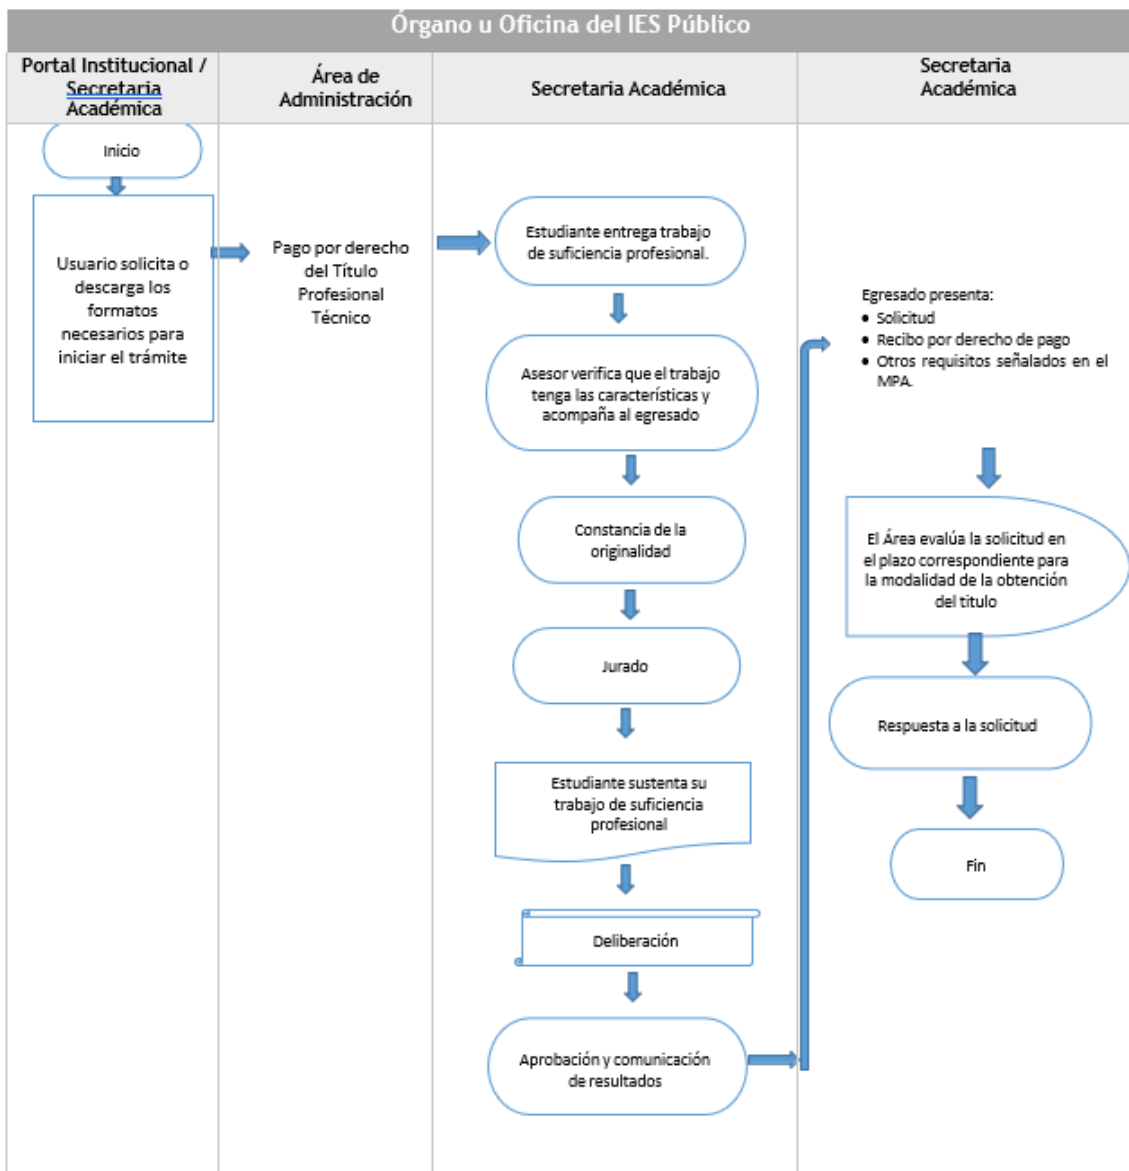 Órgano u Oficina del IES Público
Portal Institucional /
Secretaria
Académica
Área de
Administración
Secretaria Académica
Secretaria
Académica
Inicio
Usuario solicita o
descarga los
formatos
necesarios para
iniciar el trámite
Pago por derecho
del Título
Profesional
Técnico
Estudiante entrega trabajo
de suficiencia profesional.
Asesor verifica que el trabajo
tenga las características y
acompaña al egresado
Constancia de la
originalidad
Jurado
Estudiante sustenta su
trabajo de suficiencia
profesional
Deliberación
Aprobación y comunicación
de resultados
Egresado presenta:
• Solicitud
• Recibo por derecho de pago
• Otros requisitos señalados en el
MPA.
El Área evalúa la solicitud en
el plazo correspondiente para
la modalidad de la obtención
del titulo
Respuesta a la solicitud
Fin